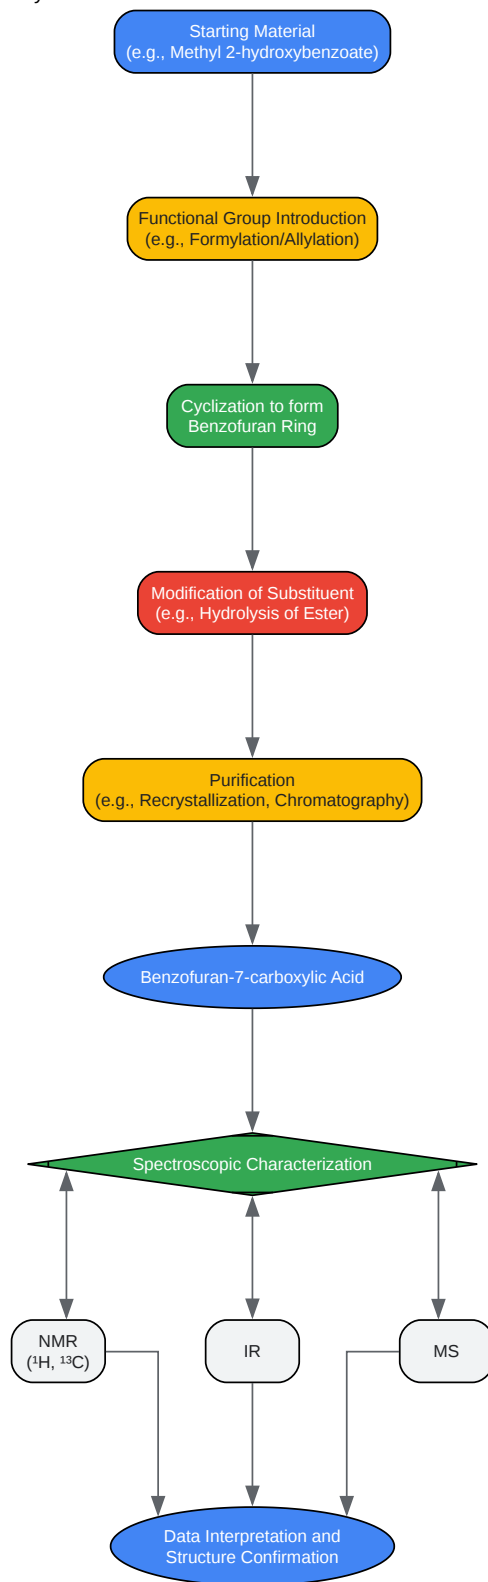 Starting Material
(e.g., Methyl 2-hydroxybenzoate)
Functional Group Introduction
(e.g., Formylation/Allylation)
Cyclization to form
Benzofuran Ring
Modification of Substituent
(e.g., Hydrolysis of Ester)
Purification
(e.g., Recrystallization, Chromatography)
Benzofuran-7-carboxylic Acid
Spectroscopic Characterization
NMR
(¹H, ¹³C)
IR
MS
Data Interpretation and
Structure Confirmation